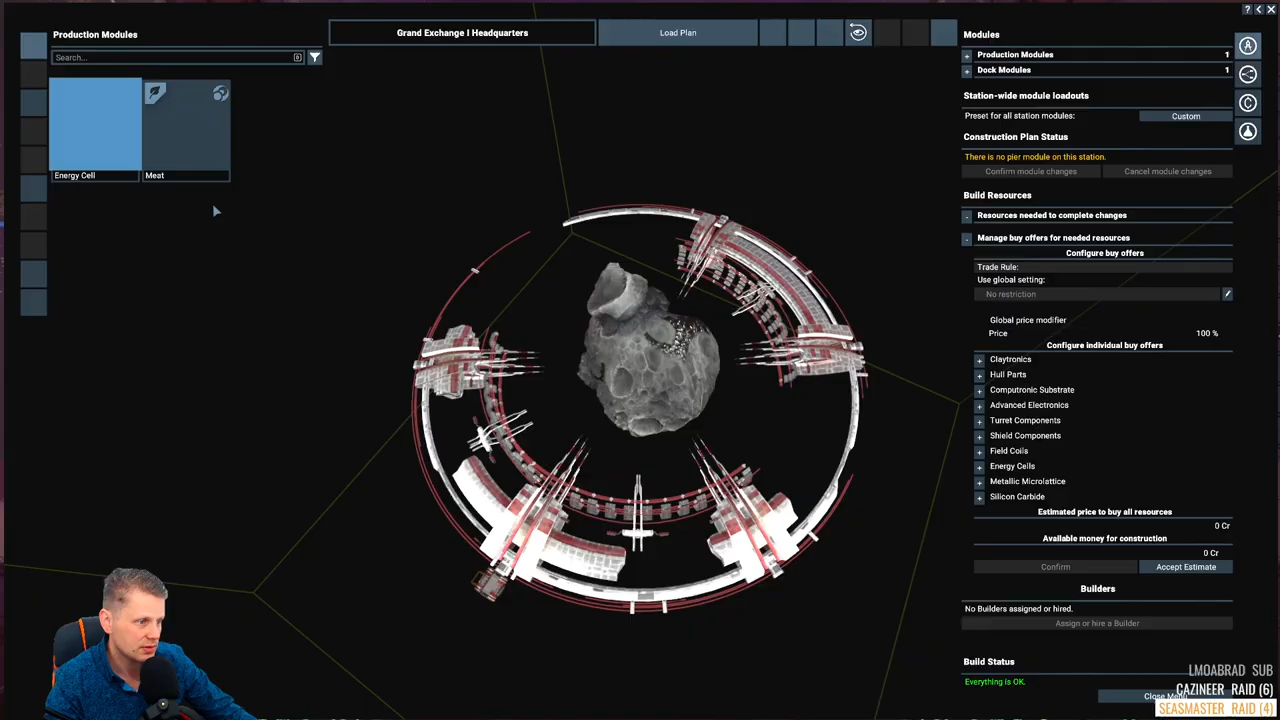 Production Modules
Search...
Energy Cell
Meat
Grand Exchange I Headquarters
Load Plan
Modules
Production Modules 1
Dock Modules 1
Station-wide module loadouts
Preset for all station modules: Custom
Construction Plan Status
There is no pier module on this station.
Confirm module changes Cancel module changes
Build Resources
Resources needed to complete changes
Manage buy offers for needed resources
Configure buy offers
Trade Rule:
Use global setting:
No restriction
Global price modifier
Price 100 %
Configure individual buy offers
Claytronics
Hull Parts
Computronic Substrate
Advanced Electronics
Turret Components
Shield Components
Field Coils
Energy Cells
Metallic Microlattice
Silicon Carbide
Estimated price to buy all resources
0 Cr
Available money for construction
0 Cr
Confirm Accept Estimate
Builders
No Builders assigned or hired.
Assign or hire a Builder
Build Status
Everything is OK.
LMOABRAD SUB
CAZINEER RAID (6)
Close Menu
SEASMASTER RAID (4)